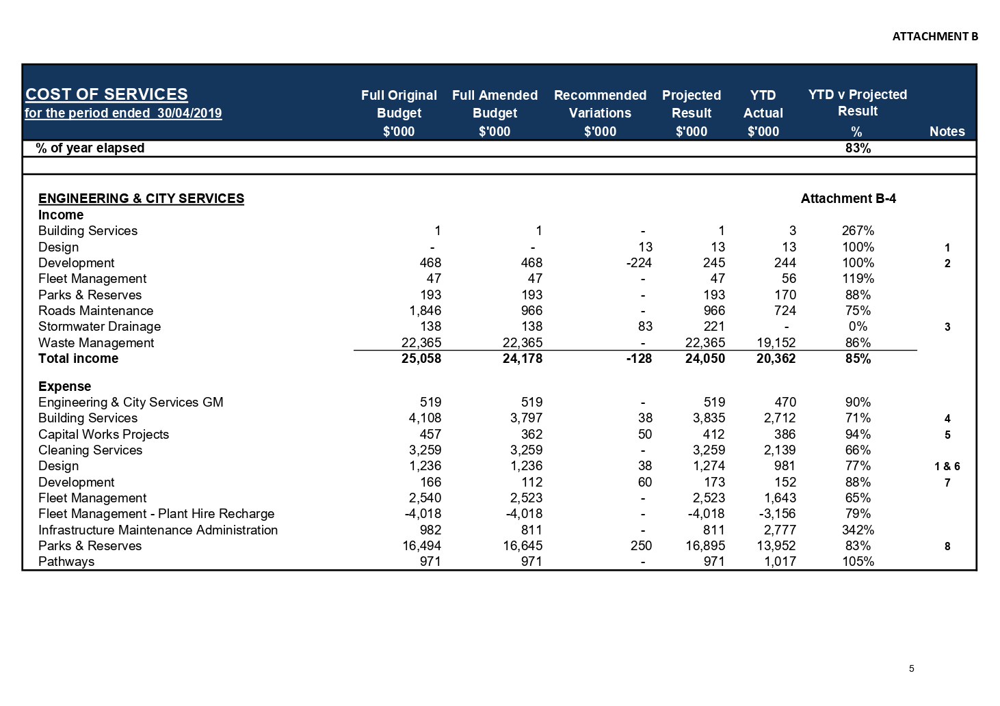 ATTACHMENT B
COST OF SERVICES Full Original Full Amended Recommended Projected YTD YTD v Projected
for the period ended 30/04/2019 Budget Budget Variations Result Actual Result
$'000 $'000 $'000 $'000 $'000 % Notes
% of year elapsed 83%
ENGINEERING & CITY SERVICES Attachment B-4
Income
Building Services 1 1 - 1 3 267%
Design - - 13 13 13 100% 1
Development 468 468 -224 245 244 100% 2
Fleet Management 47 47 - 47 56 119%
Parks & Reserves 193 193 - 193 170 88%
Roads Maintenance 1,846 966 - 966 724 75%
Stormwater Drainage 138 138 83 221 - 0% 3
Waste Management 22,365 22,365 - 22,365 19,152 86%
Total income 25,058 24,178 -128 24,050 20,362 85%
Expense
Engineering & City Services GM 519 519 - 519 470 90%
Building Services 4,108 3,797 38 3,835 2,712 71% 4
Capital Works Projects 457 362 50 412 386 94% 5
Cleaning Services 3,259 3,259 - 3,259 2,139 66%
Design 1,236 1,236 38 1,274 981 77% 1 & 6
Development 166 112 60 173 152 88% 7
Fleet Management 2,540 2,523 - 2,523 1,643 65%
Fleet Management - Plant Hire Recharge -4,018 -4,018 - -4,018 -3,156 79%
Infrastructure Maintenance Administration 982 811 - 811 2,777 342%
Parks & Reserves 16,494 16,645 250 16,895 13,952 83% 8
Pathways 971 971 - 971 1,017 105%
5